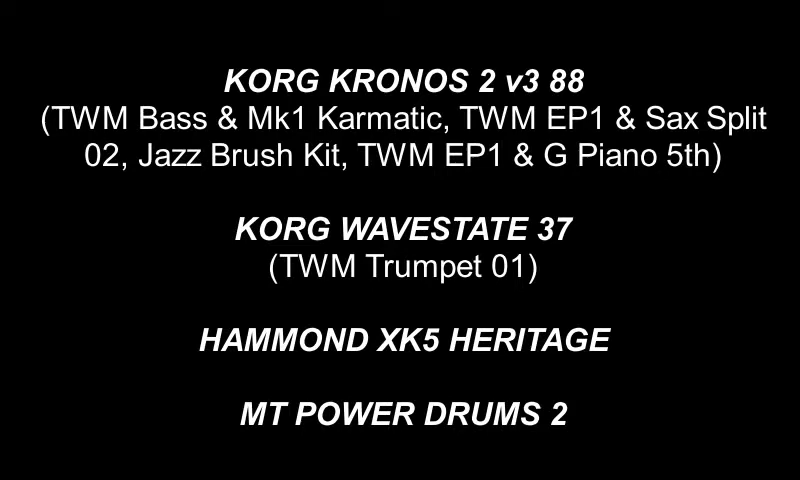 KORG KRONOS 2 v3 88
(TWM Bass & Mk1 Karmatic, TWM EP1 & Sax Split
02, Jazz Brush Kit, TWM EP1 & G Piano 5th)
KORG WAVESTATE 37
(TWM Trumpet 01)
HAMMOND XK5 HERITAGE
MT POWER DRUMS 2